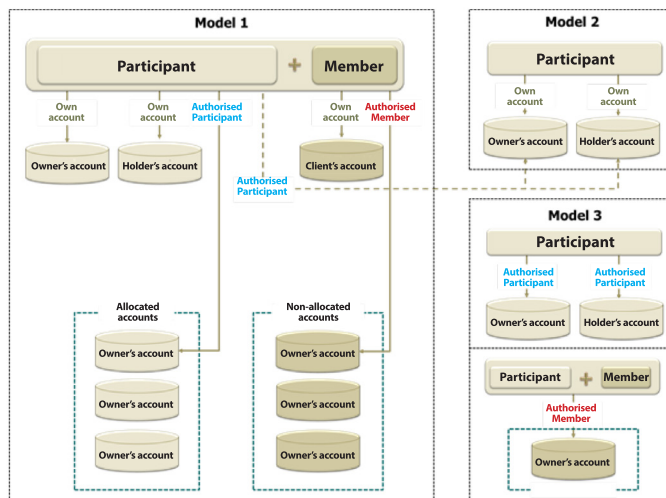 Model 1
Participant
+
Member
Own
account
Own
account
Authorised
Participant
Own
account
Authorised
Member
Owner's account
Holder's account
Client's account
Authorised
Participant
Allocated
accounts
Owner's account
Owner's account
Owner's account
Non-allocated
accounts
Owner's account
Owner's account
Owner's account
Model 2
Participant
Own
account
Own
account
Owner's account
Holder's account
Model 3
Participant
Authorised
Participant
Authorised
Participant
Owner's account
Holder's account
Participant
+
Member
Authorised
Member
Owner's account